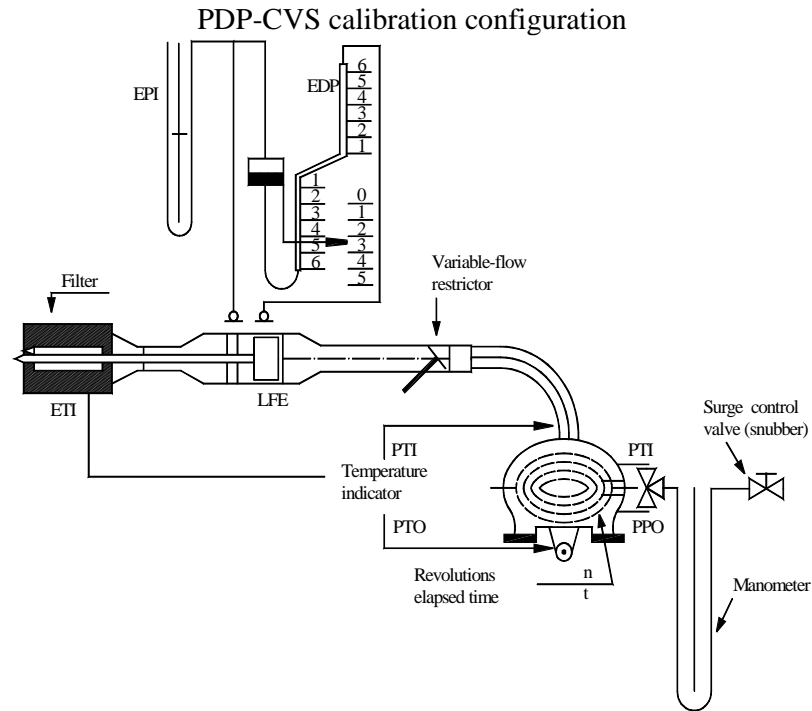 PDP-CVS calibration configuration
EPI
EDP
6
5
4
3
2
1
1
2
3
4
5
6
0
1
2
3
4
5
Filter
Variable-flow
restrictor
ETI
LFE
Surge control
valve (snubber)
PTI
PTI
Temperature
indicator
PTO
PPO
Revolutions
elapsed time
n
t
Manometer